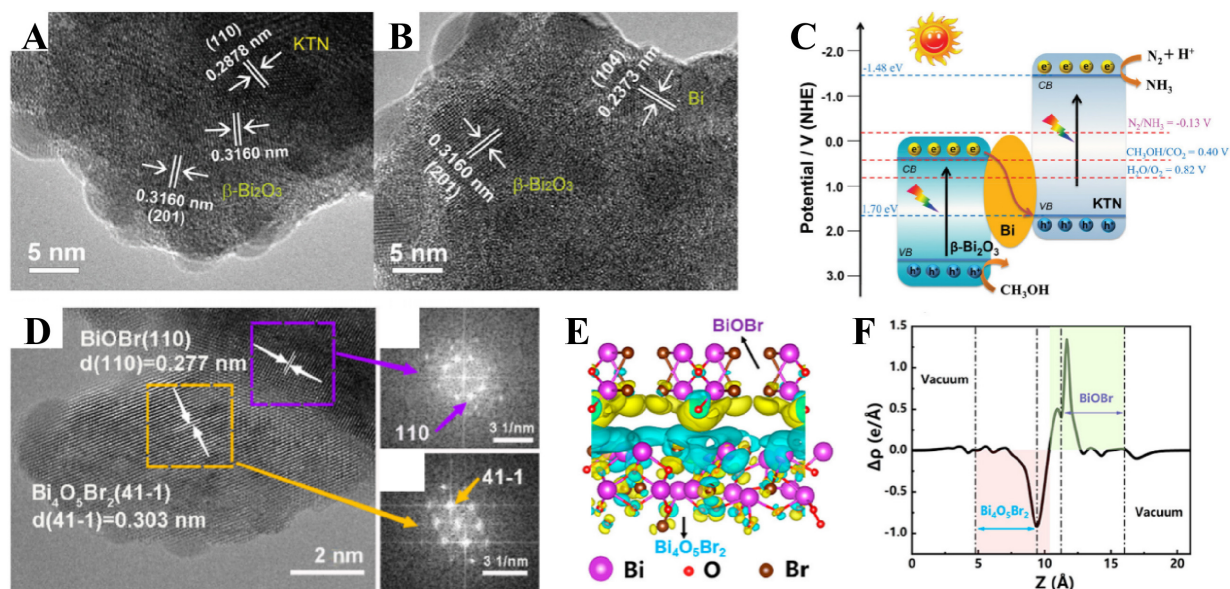 A
(110)
0.2878 nm
KTN
0.3160 nm
β-Bi₂O₃
0.3160 nm
(201)
5 nm
B
(104)
0.2373 nm
Bi
0.3160 nm
(201)
β-Bi₂O₃
5 nm
C
Potential / V (NHE)
-2.0
-1.0
0.0
1.0
2.0
3.0
-1.48 eV
1.70 eV
e⁻ e⁻ e⁻ e⁻
CB
N₂ + H⁺
NH₃
N₂/NH₃ = -0.13 V
CH₃OH/CO₂ = 0.40 V
H₂O/O₂ = 0.82 V
e⁻ e⁻ e⁻ e⁻
CB
VB
KTN
h⁺ h⁺ h⁺ h⁺
Bi
β-Bi₂O₃
VB
h⁺ h⁺ h⁺ h⁺
CH₃OH
D
BiOBr(110)
d(110)=0.277 nm
Bi₄O₅Br₂(41-1)
d(41-1)=0.303 nm
2 nm
110
3 1/nm
41-1
3 1/nm
E
BiOBr
Bi₄O₅Br₂
Bi O Br
F
Δρ (e/Å)
1.5
1.0
0.5
0.0
-0.5
-1.0
Vacuum
BiOBr
Bi₄O₅Br₂
Vacuum
0 5 10 15 20
Z (Å)